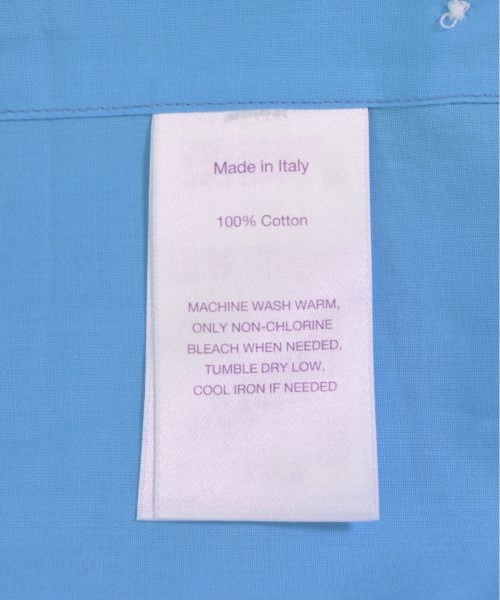 Made in Italy
100% Cotton
MACHINE WASH WARM,
ONLY NON-CHLORINE
BLEACH WHEN NEEDED,
TUMBLE DRY LOW,
COOL IRON IF NEEDED